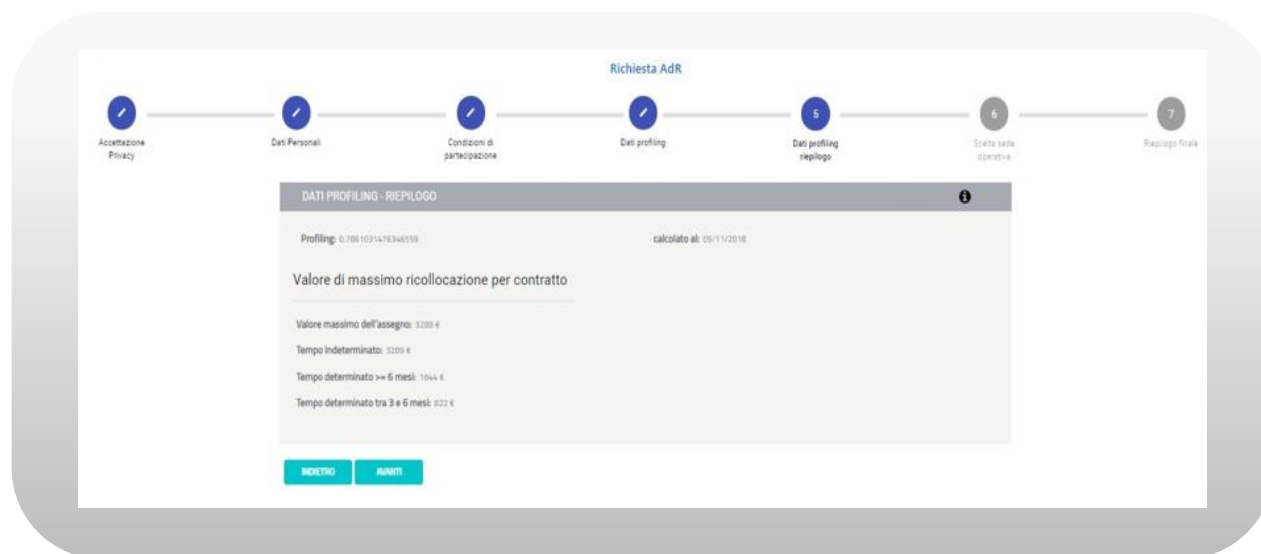 Richiesta AdR
5
6
7
Accettazione
Privacy
Dati Personali
Condizioni di
partecipazione
Dati profiling
Dati profiling
riepilogo
Scelta sede
operativa
Riepilogo finale
DATI PROFILING - RIEPILOGO
Profiling: 0.7861031476346559 calcolato al: 05/11/2018
Valore di massimo ricollocazione per contratto
Valore massimo dell'assegno: 3289 €
Tempo Indeterminato: 3289 €
Tempo determinato >= 6 mesi: 1644 €
Tempo determinato tra 3 e 6 mesi: 822 €
INDIETRO AVANTI